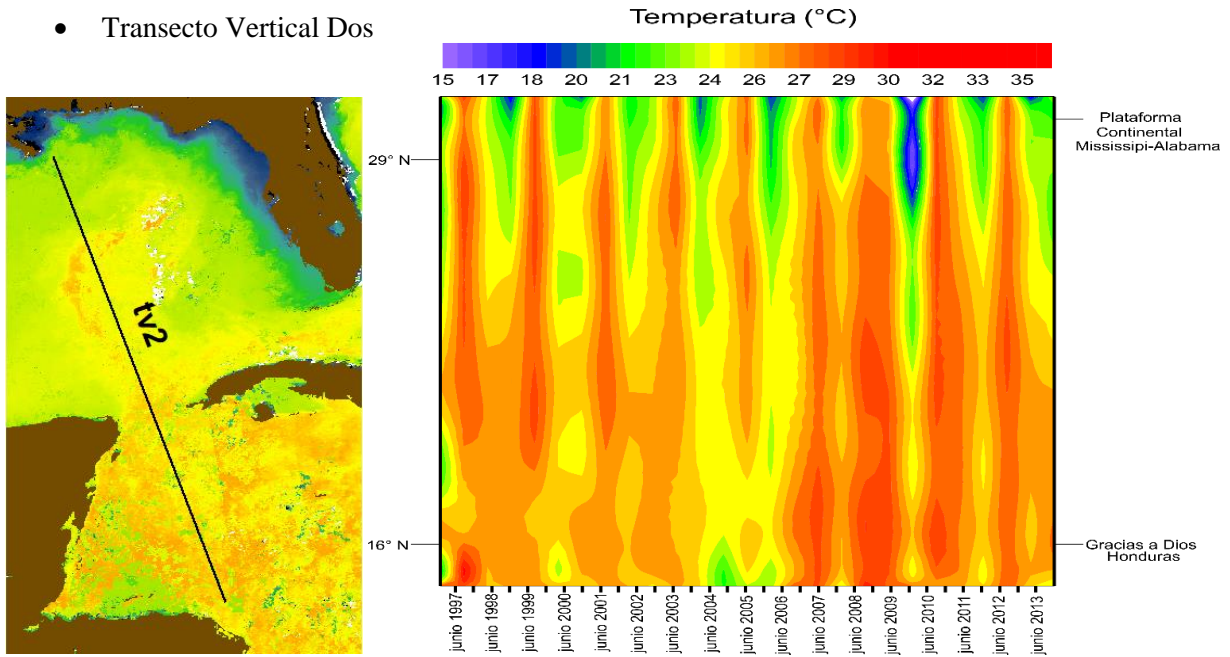 • Transecto Vertical Dos
Temperatura (°C)
15 17 18 20 21 23 24 26 27 29 30 32 33 35
tv2
29° N
16° N
Plataforma
Continental
Mississipi-Alabama
Gracias a Dios
Honduras
junio 1997
junio 1998
junio 1999
junio 2000
junio 2001
junio 2002
junio 2003
junio 2004
junio 2005
junio 2006
junio 2007
junio 2008
junio 2009
junio 2010
junio 2011
junio 2012
junio 2013